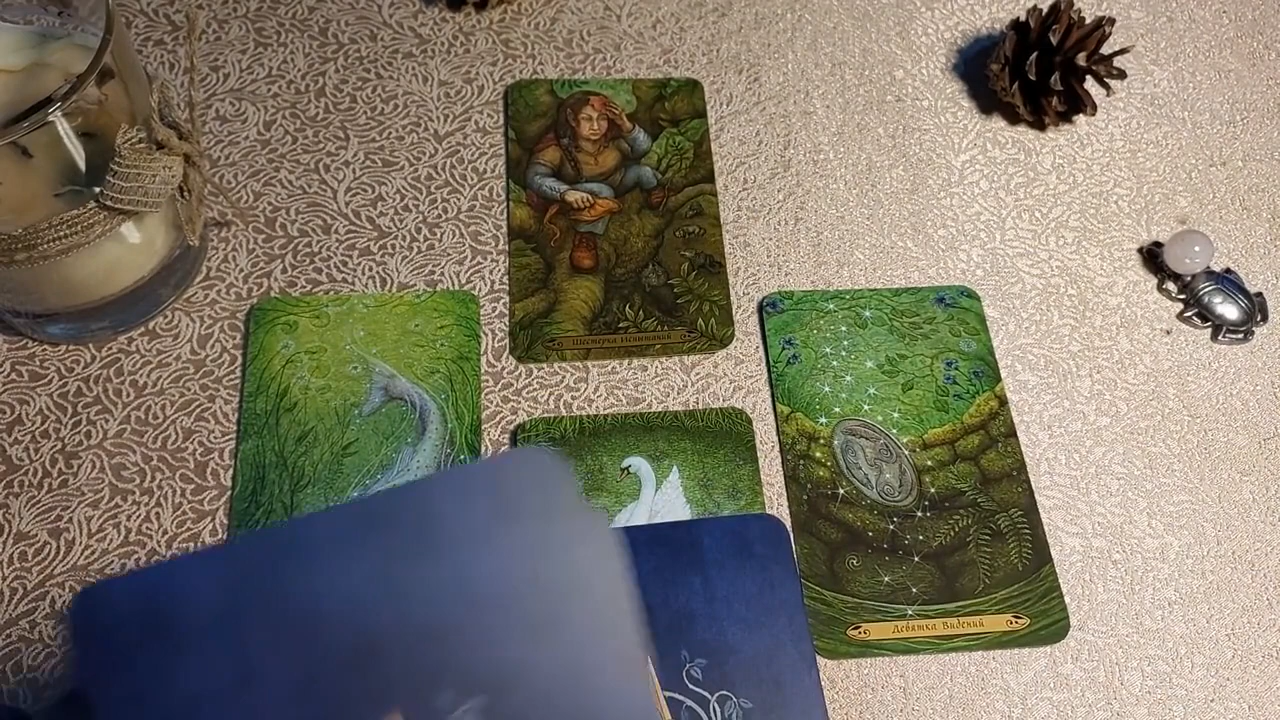 Шестерка Испытаний
Девятка Видений